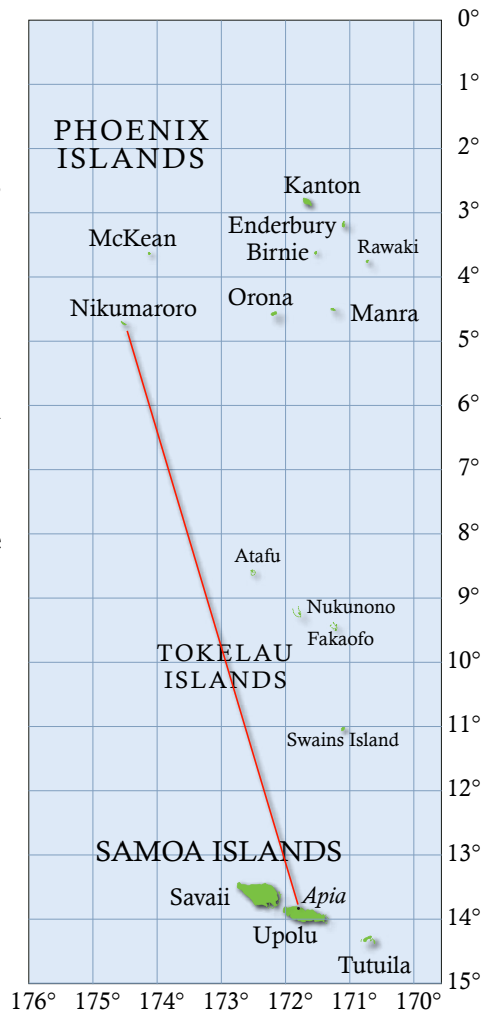 0°
1°
PHOENIX
ISLANDS
2°
Kanton
3°
Enderbury
McKean
Birnie
Rawaki
4°
Nikumaroro
Orona
Manra
5°
6°
7°
8°
Atafu
9°
Nukunono
Fakaofo
TOKELAU
ISLANDS
10°
11°
Swains Island
12°
SAMOA ISLANDS
13°
Savaii
Apia
14°
Upolu
Tutuila
15°
176° 175° 174° 173° 172° 171° 170°